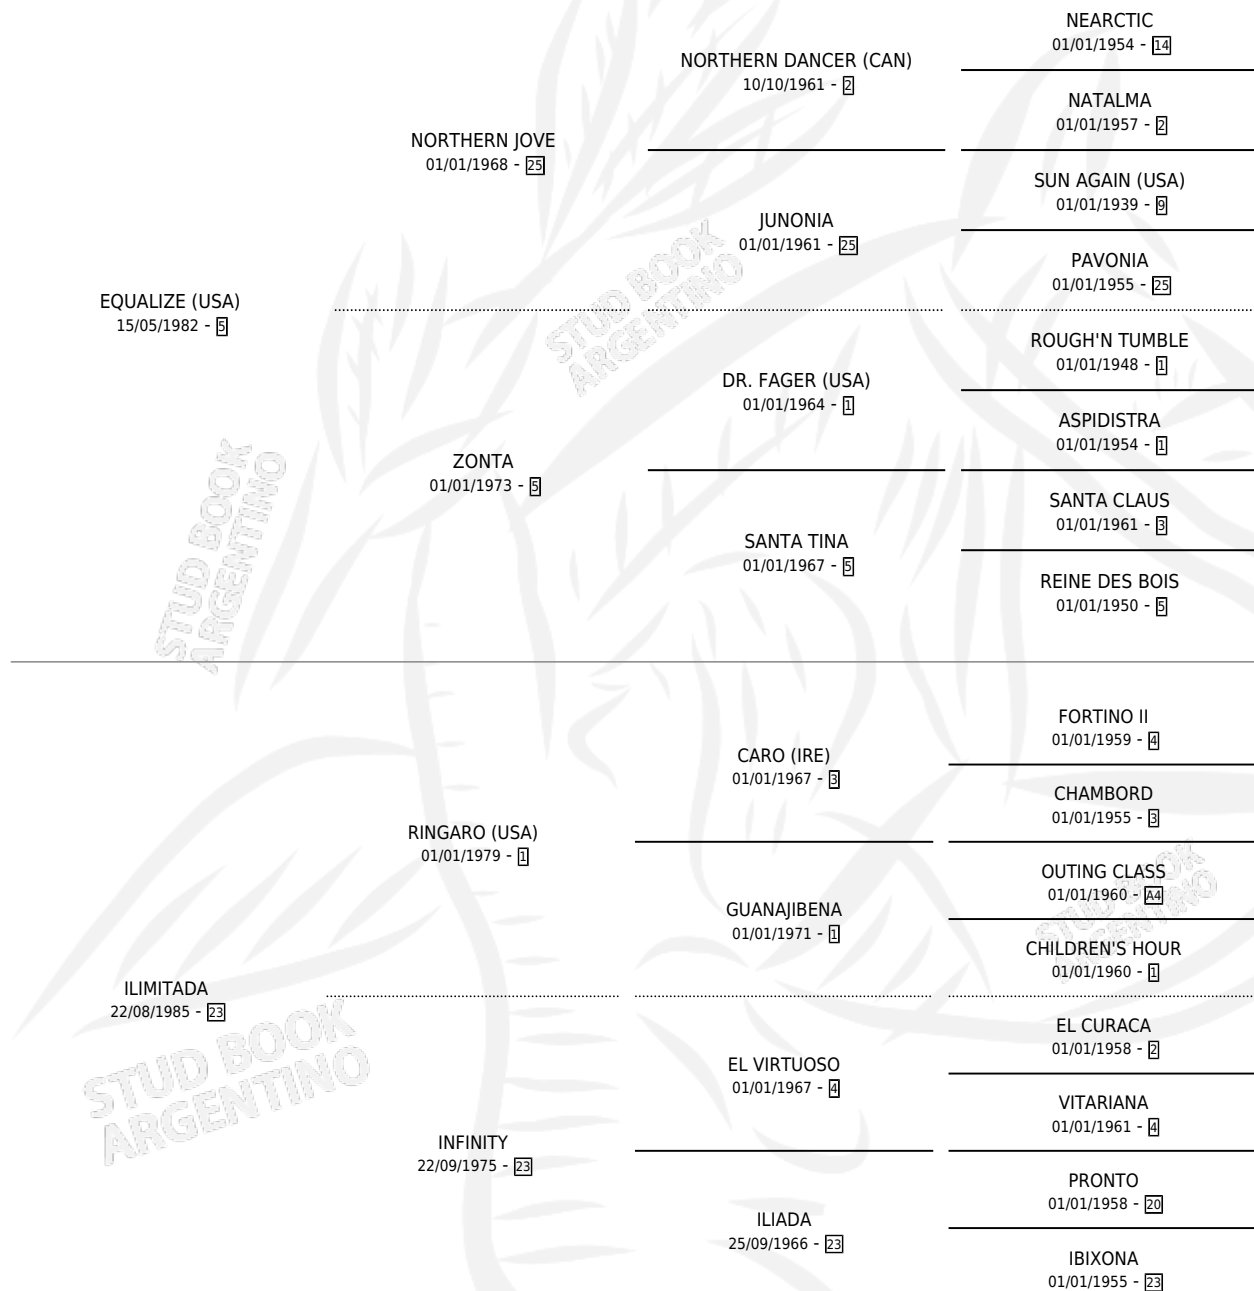 NEARCTIC
01/01/1954 - 14
NORTHERN DANCER (CAN)
10/10/1961 - 2
NATALMA
01/01/1957 - 2
NORTHERN JOVE
01/01/1968 - 25
SUN AGAIN (USA)
01/01/1939 - 9
JUNONIA
01/01/1961 - 25
PAVONIA
01/01/1955 - 25
EQUALIZE (USA)
15/05/1982 - 5
STUD BOOK
ARGENTINO
ROUGH'N TUMBLE
01/01/1948 - 1
DR. FAGER (USA)
01/01/1964 - 1
ASPIDISTRA
01/01/1954 - 1
ZONTA
01/01/1973 - 5
SANTA CLAUS
01/01/1961 - 3
SANTA TINA
01/01/1967 - 5
REINE DES BOIS
01/01/1950 - 5
STUD BOOK
ARGENTINO
FORTINO II
01/01/1959 - 4
CARO (IRE)
01/01/1967 - 3
CHAMBORD
01/01/1955 - 3
RINGARO (USA)
01/01/1979 - 1
OUTING CLASS
01/01/1960 - A4
GUANAJIBENA
01/01/1971 - 1
STUD BOOK
ARGENTINO
CHILDREN'S HOUR
01/01/1960 - 1
ILIMITADA
22/08/1985 - 23
EL CURACA
01/01/1958 - 2
EL VIRTUOSO
01/01/1967 - 4
STUD BOOK
ARGENTINO
VITARIANA
01/01/1961 - 4
INFINITY
22/09/1975 - 23
PRONTO
01/01/1958 - 20
ILIADA
25/09/1966 - 23
IBIXONA
01/01/1955 - 23